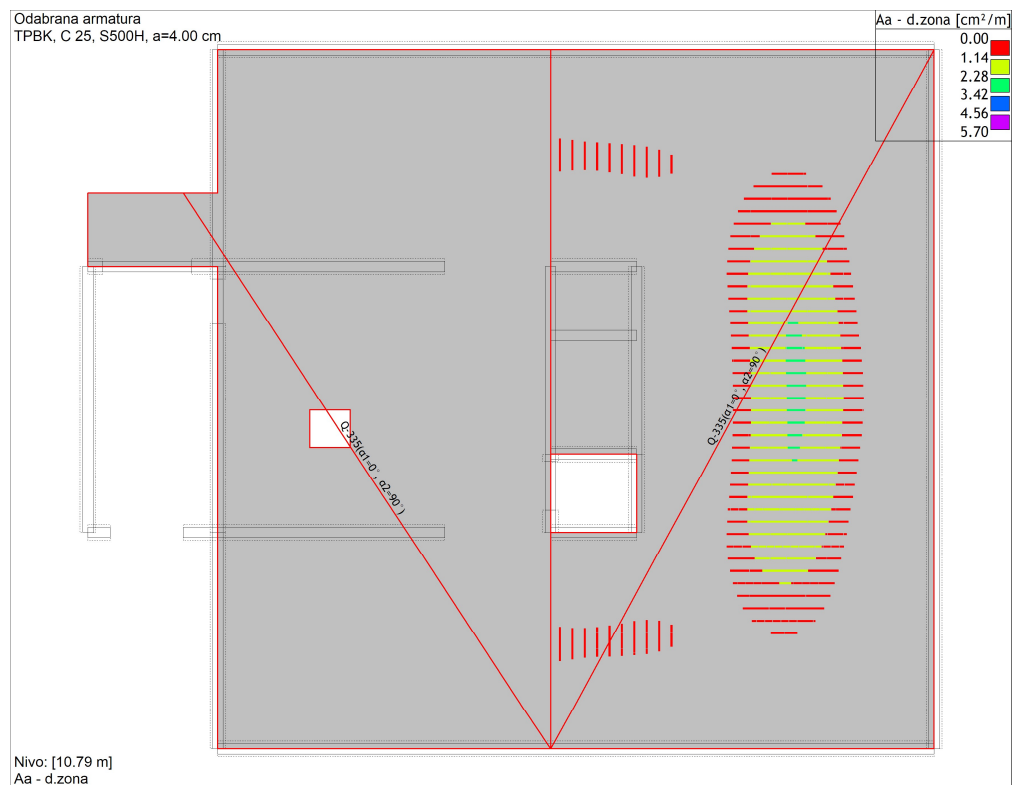 Odabrana armatura
TPBK, C 25, S500H, a=4.00 cm
Aa - d.zona [cm²/m]
0.00
1.14
2.28
3.42
4.56
5.70
Q-335(α1=0°, α2=90°)
Q-335(α1=0°, α2=90°)
Nivo: [10.79 m]
Aa - d.zona